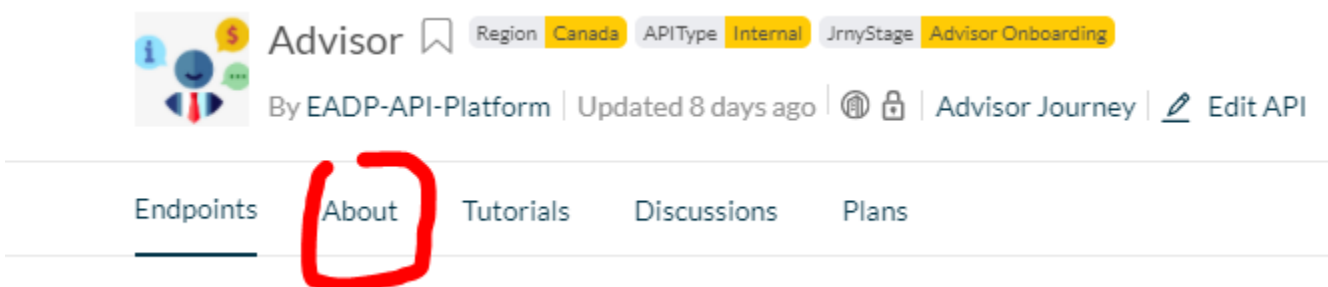 Advisor Region Canada APIType Internal JrnyStage Advisor Onboarding
By EADP-API-Platform Updated 8 days ago Advisor Journey Edit API
Endpoints About Tutorials Discussions Plans